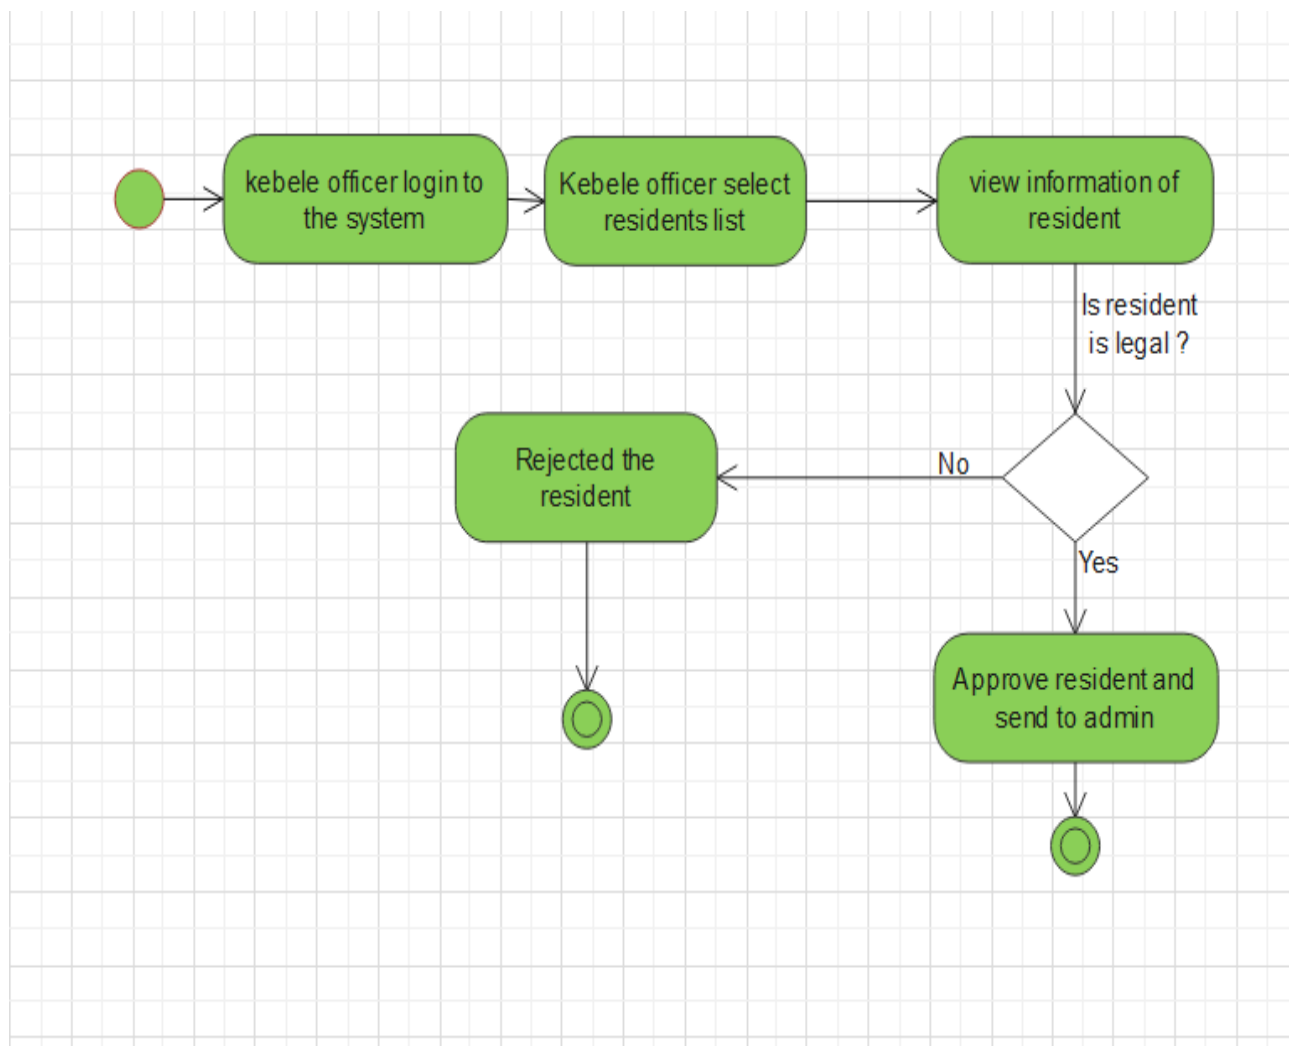 kebele officer login to
the system
Kebele officer select
residents list
view information of
resident
Is resident
is legal ?
No
Rejected the
resident
Yes
Approve resident and
send to admin